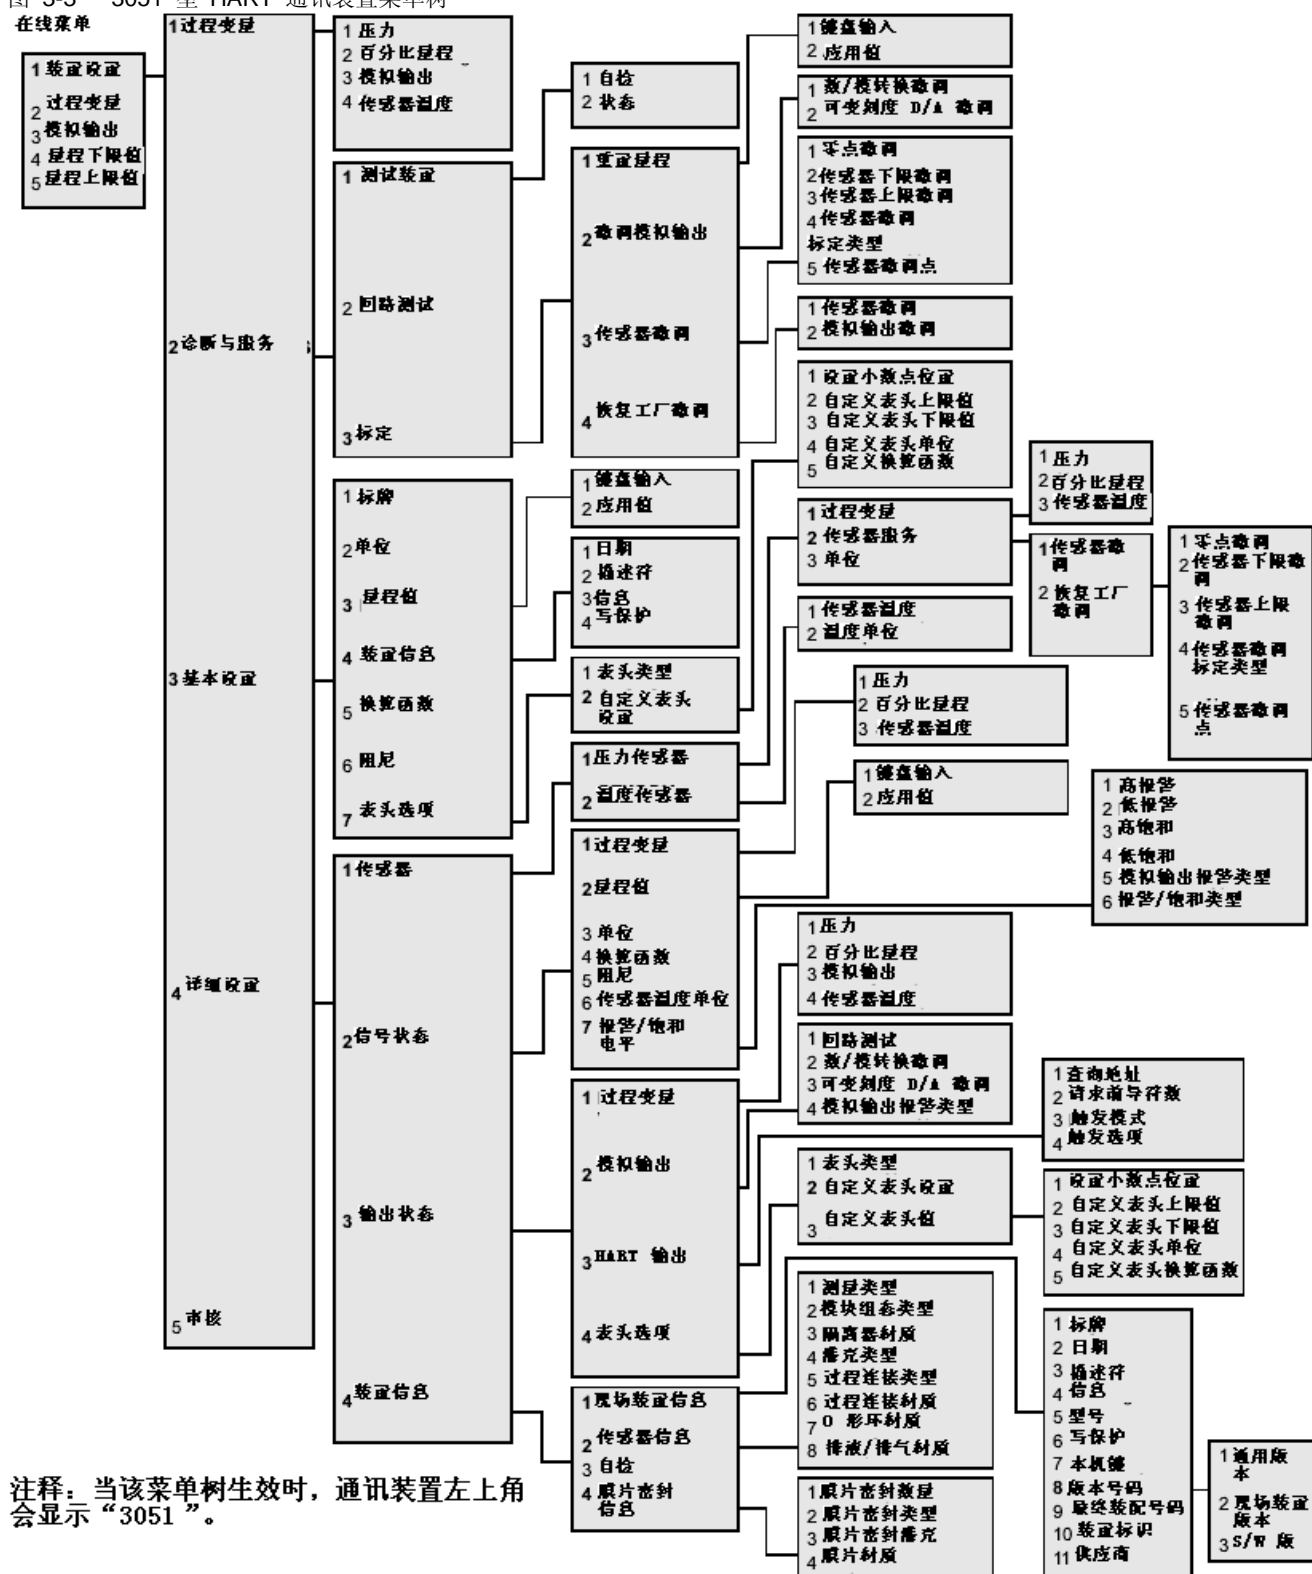 图 3-3 3051 型 HART 通讯装置菜单树
在线菜单
1 装置设置
2 过程变量
3 模拟输出
4 量程下限值
5 量程上限值
1 过程变量
2 诊断与服务
3 基本设置
4 详细设置
5 审核
1 压力
2 百分比量程
3 模拟输出
4 传感器温度
1 测试装置
2 回路测试
3 标定
1 标牌
2 单位
3 量程值
4 装置信息
5 换算函数
6 阻尼
7 表头选项
1 传感器
2 信号状态
3 输出状态
4 装置信息
1 自检
2 状态
1 重置量程
2 微调模拟输出
3 传感器微调
4 恢复工厂微调
1 键盘输入
2 应用值
1 日期
2 描述符
3 信息
4 写保护
1 表头类型
2 自定义表头
设置
1 压力传感器
2 温度传感器
1 过程变量
2 量程值
3 单位
4 换算函数
5 阻尼
6 传感器温度单位
7 报警/饱和
电平
1 过程变量
2 模拟输出
3 HART 输出
4 表头选项
1 现场装置信息
2 传感器信息
3 自检
4 膜片密封
信息
1 键盘输入
2 应用值
1 数/模转换微调
2 可变刻度 D/A 微调
1 零点微调
2 传感器下限微调
3 传感器上限微调
4 传感器微调
标定类型
5 传感器微调点
1 传感器微调
2 模拟输出微调
1 设置小数点位置
2 自定义表头上限值
3 自定义表头下限值
4 自定义表头单位
5 自定义换算函数
1 过程变量
2 传感器服务
3 单位
1 传感器温度
2 温度单位
1 压力
2 百分比量程
3 传感器温度
1 键盘输入
2 应用值
1 压力
2 百分比量程
3 模拟输出
4 传感器温度
1 回路测试
2 数/模转换微调
3 可变刻度 D/A 微调
4 模拟输出报警类型
1 表头类型
2 自定义表头设置
3 自定义表头值
1 测量类型
2 模块组态类型
3 隔离器材质
4 灌充类型
5 过程连接类型
6 过程连接材质
7 O 形环材质
8 排液/排气材质
1 膜片密封数量
2 膜片密封类型
3 膜片密封灌充
4 膜片材质
1 压力
2 百分比量程
3 传感器温度
1 传感器微
调
2 恢复工厂
微调
1 零点微调
2 传感器下限微
调
3 传感器上限
微调
4 传感器微调
标定类型
5 传感器微调
点
1 高报警
2 低报警
3 高饱和
4 低饱和
5 模拟输出报警类型
6 报警/饱和类型
1 查询地址
2 请求前导符数
3 触发模式
4 触发选项
1 设置小数点位置
2 自定义表头上限值
3 自定义表头下限值
4 自定义表头单位
5 自定义表头换算函数
1 标牌
2 日期
3 描述符
4 信息
5 型号
6 写保护
7 本机键
8 版本号码
9 最终装配号码
10 装置标识
11 供应商
1 通用版
本
2 现场装置
版本
3 S/W 版
注释：当该菜单树生效时，通讯装置左上角
会显示“3051”。